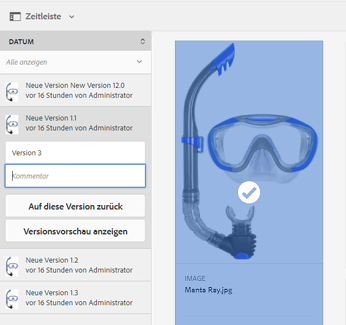 Zeitleiste
DATUM
Alle anzeigen
Neue Version New Version 12.0
vor 16 Stunden von Administrator
Neue Version 1.1
vor 16 Stunden von Administrator
Version 3
Kommentar
Auf diese Version zurück
Versionsvorschau anzeigen
Neue Version 1.2
vor 16 Stunden von Administrator
Neue Version 1.3
vor 16 Stunden von Administrator
IMAGE
Manta Ray.jpg